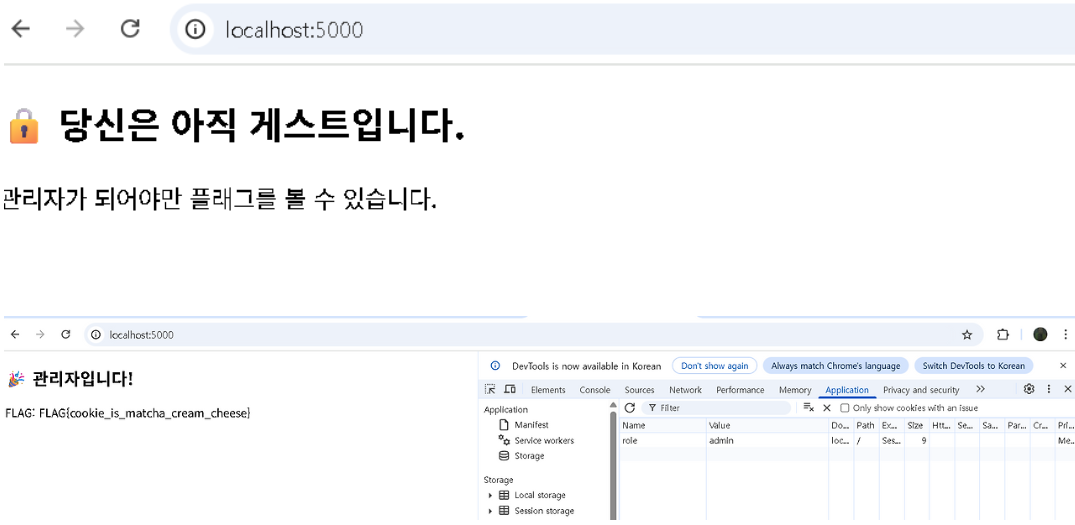 localhost:5000
🔒 당신은 아직 게스트입니다.
관리자가 되어야만 플래그를 볼 수 있습니다.
localhost:5000
🎉 관리자입니다!
FLAG: FLAG{cookie_is_matcha_cream_cheese}
DevTools is now available in Korean Don't show again Always match Chrome's language Switch DevTools to Korean
Elements Console Sources Network Performance Memory Application Privacy and security
Application
Manifest
Service workers
Storage
Storage
Local storage
Session storage
Filter Only show cookies with an issue
Name Value Do... Path Ex... Size Htt... Se... Sa... Par... Cr... Pri...
role admin loc... / Ses... 9 Me...